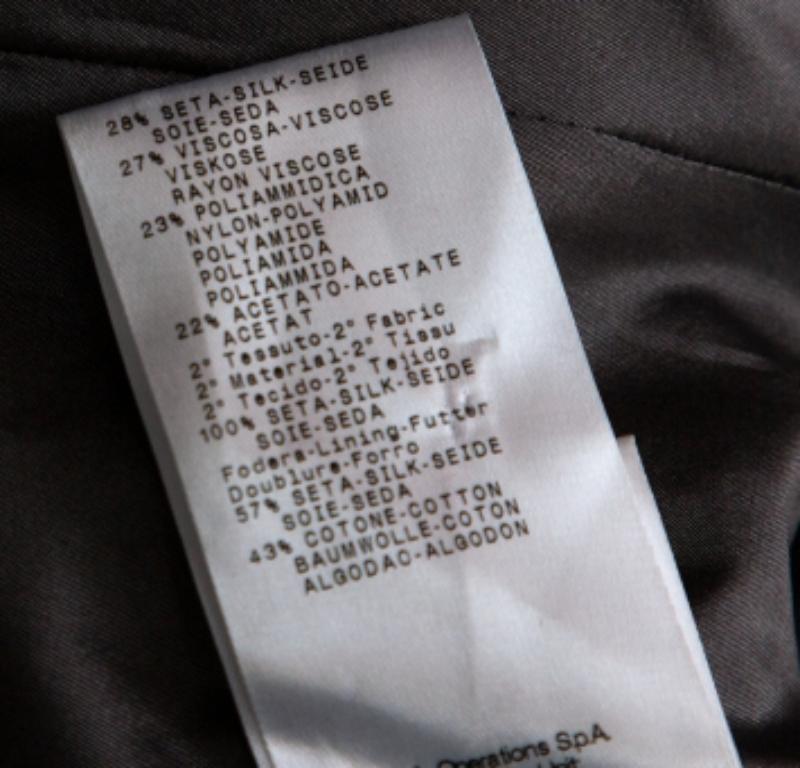 28% SETA-SILK-SEIDE
SOIE-SEDA
27% VISCOSA-VISCOSE
VISKOSE
RAYON VISCOSE
23% POLIAMMIDICA
NYLON-POLYAMID
POLYAMIDE
POLIAMIDA
POLIAMMIDA
22% ACETATO-ACETATE
ACETAT
2° Tessuto-2° Fabric
2° Material-2° Tissu
2° Tecido-2° Tejido
100% SETA-SILK-SEIDE
SOIE-SEDA
Fodera-Lining-Futter
Doublure-Forro
57% SETA-SILK-SEIDE
SOIE-SEDA
43% COTONE-COTTON
BAUMWOLLE-COTON
ALGODAO-ALGODON
Operations S.p.A.